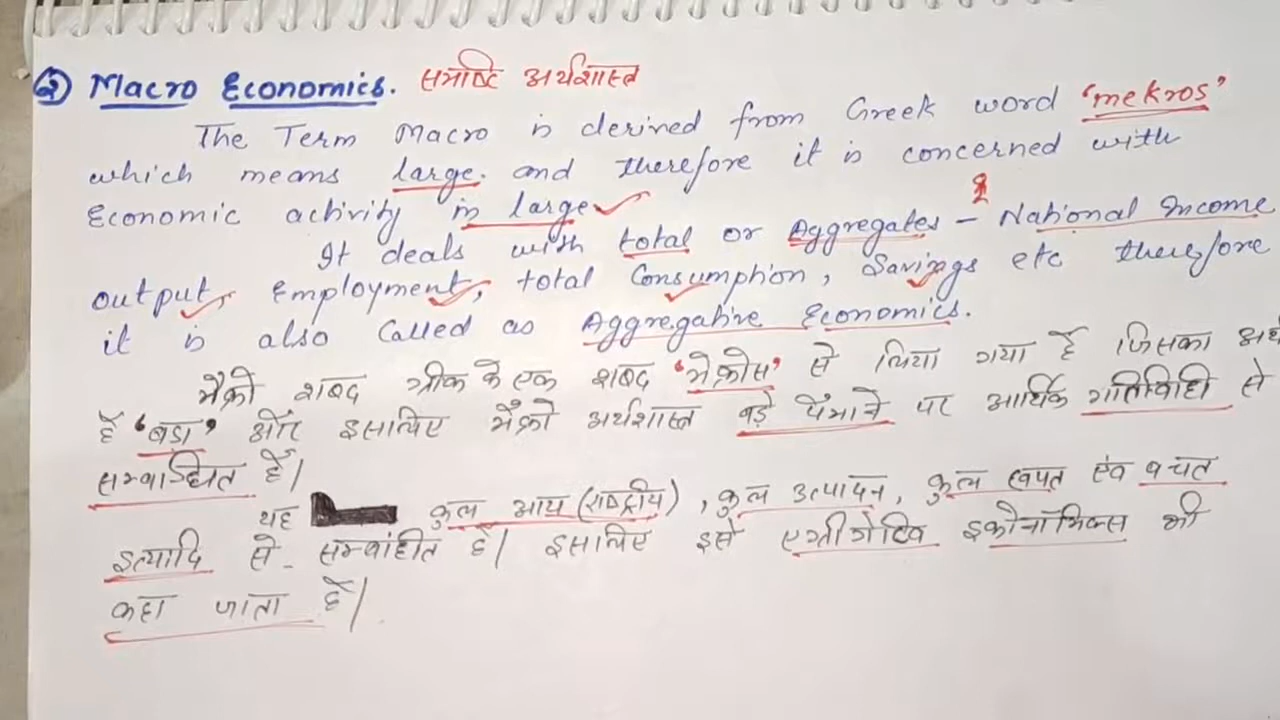 ② Macro Economics. समष्टि अर्थशास्त्र
The Term Macro is derived from Greek word 'mekros'
which means large. and therefore it is concerned with
Economic activity in large
It deals with total or Aggregates - National Income
output, Employment, total Consumption, Savings etc therefore
it is also Called as Aggregative Economics.
मैक्रो शब्द ग्रीक के एक शब्द 'मेक्रोस' से लिया गया है जिसका अर्थ
है 'बड़ा' और इसलिए मैक्रो अर्थशास्त्र बड़े पैमाने पर आर्थिक गतिविधी से
सम्बन्धित है।
यह कुल आय (राष्ट्रीय), कुल उत्पादन, कुल खपत एंव बचत
इत्यादि से सम्बंधीत है। इसलिए इसे एग्रीगेटिव इकोनॉमिक्स भी
कहा जाता है।